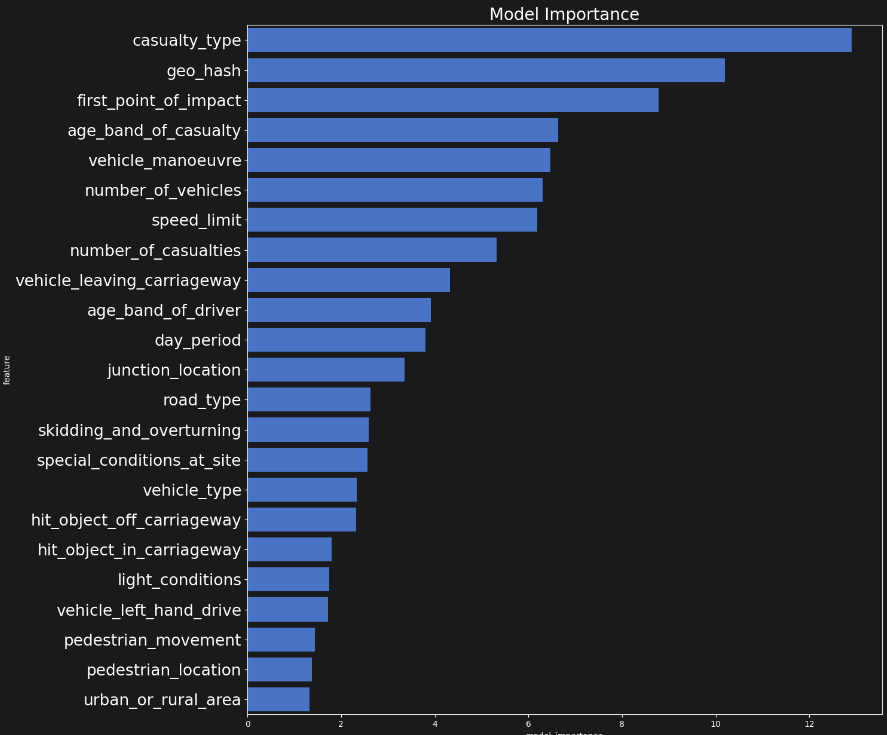 Model Importance
casualty_type
geo_hash
first_point_of_impact
age_band_of_casualty
vehicle_manoeuvre
number_of_vehicles
speed_limit
number_of_casualties
vehicle_leaving_carriageway
age_band_of_driver
day_period
junction_location
road_type
skidding_and_overturning
special_conditions_at_site
vehicle_type
hit_object_off_carriageway
hit_object_in_carriageway
light_conditions
vehicle_left_hand_drive
pedestrian_movement
pedestrian_location
urban_or_rural_area
feature
0 2 4 6 8 10 12